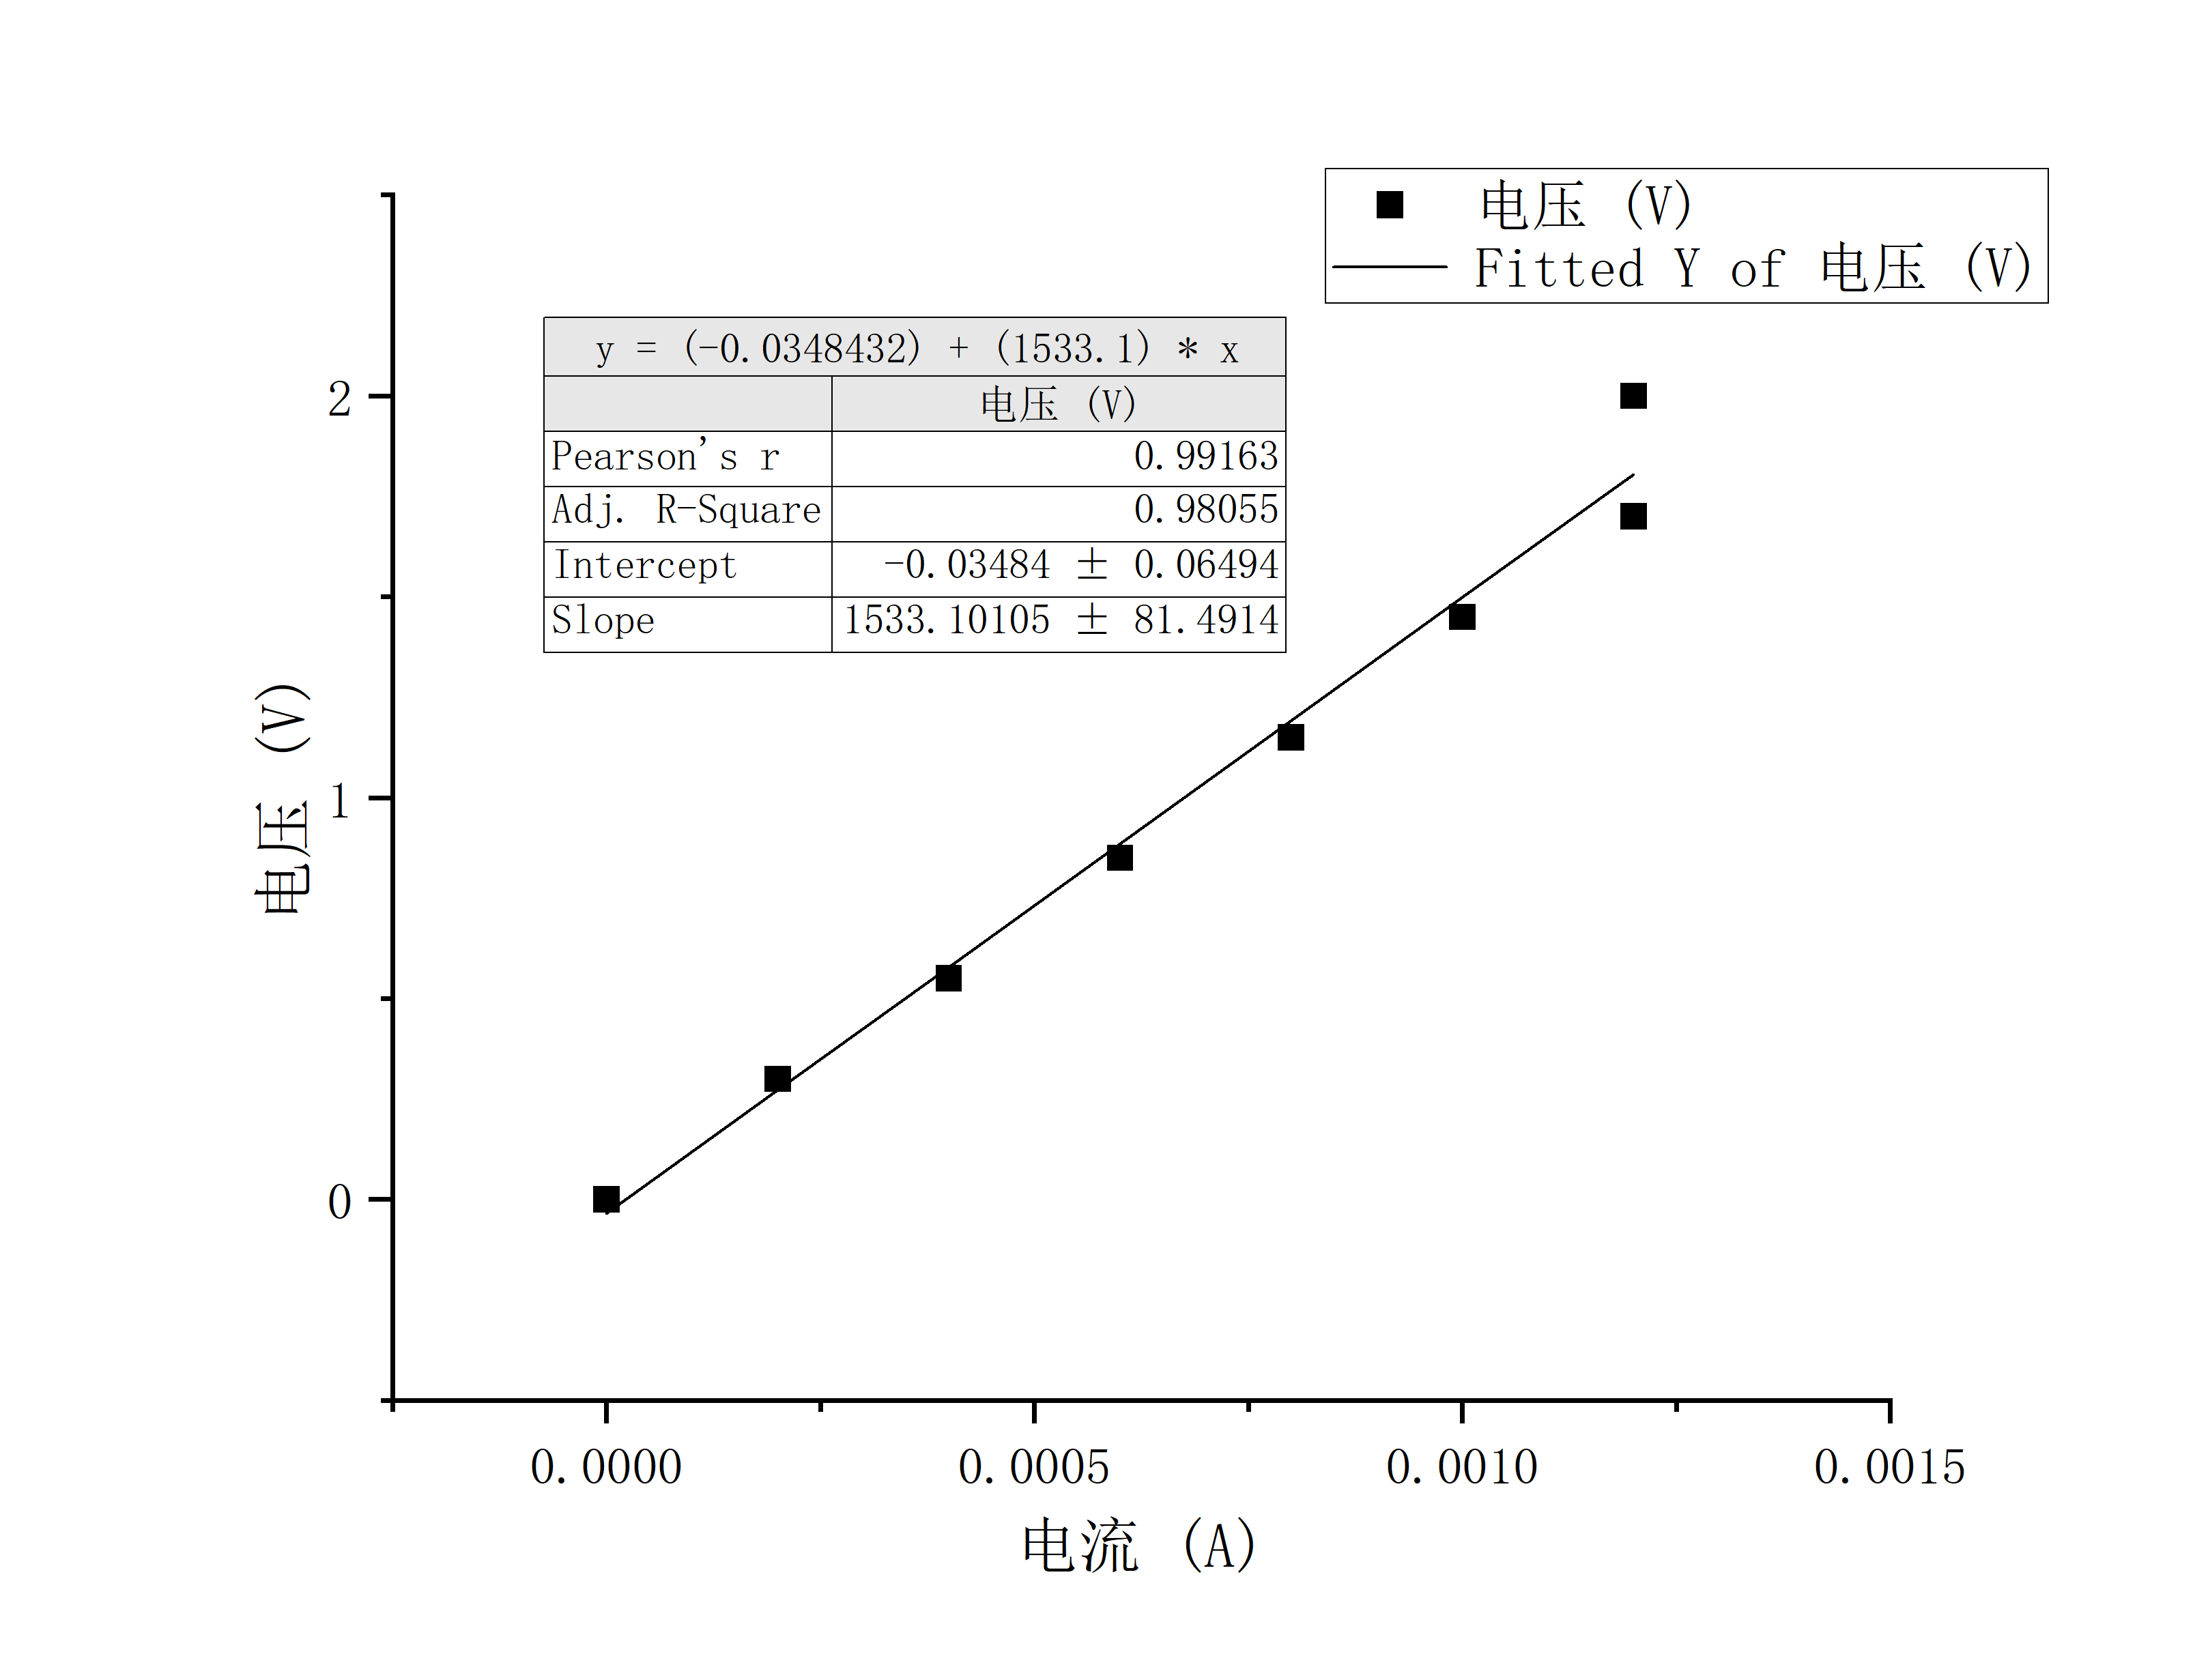 电压 (V)
Fitted Y of 电压 (V)
y = (-0.0348432) + (1533.1) * x
电压 (V)
Pearson's r 0.99163
Adj. R-Square 0.98055
Intercept -0.03484 ± 0.06494
Slope 1533.10105 ± 81.4914
2
1
0
电压 (V)
0.0000 0.0005 0.0010 0.0015
电流 (A)